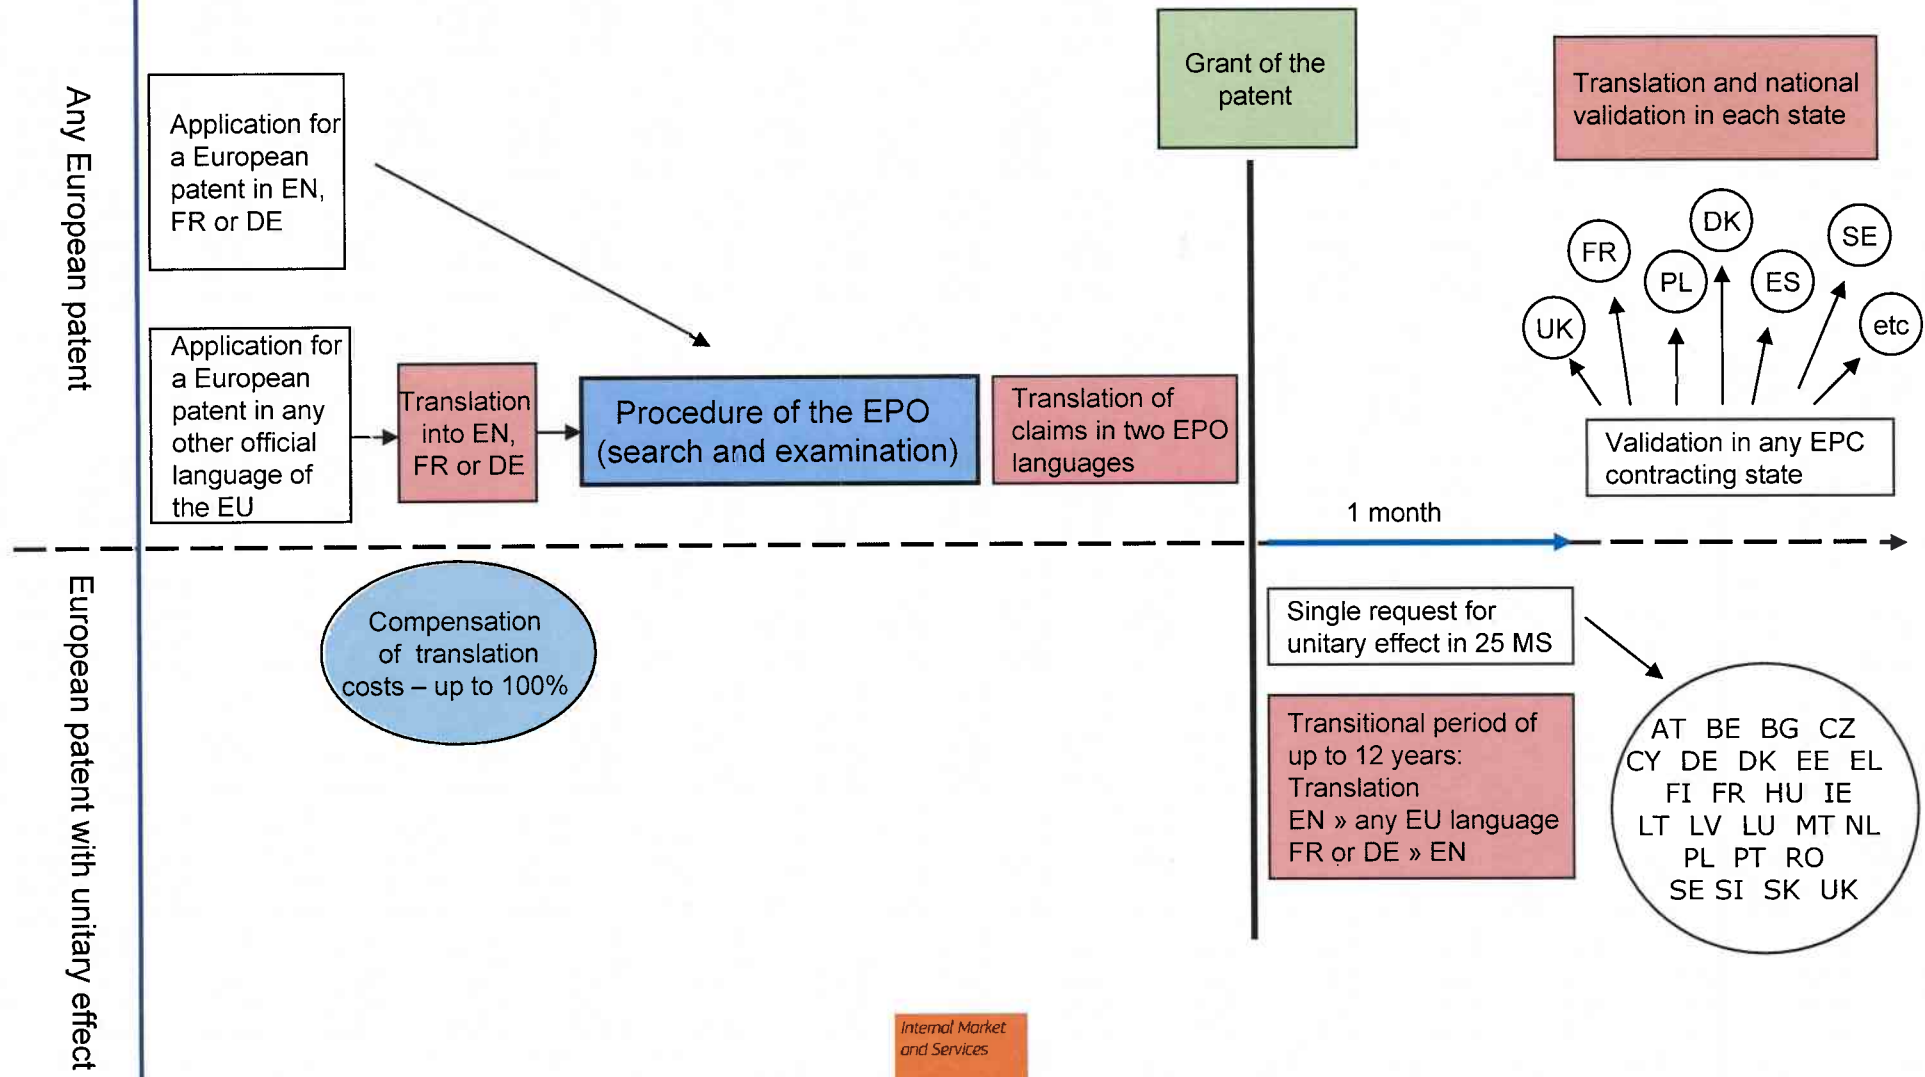 Any European patent
Application for
a European
patent in EN,
FR or DE
Application for
a European
patent in any
other official
language of
the EU
Translation
into EN,
FR or DE
Procedure of the EPO
(search and examination)
Translation of
claims in two EPO
languages
Grant of the
patent
Translation and national
validation in each state
UK
FR
PL
DK
ES
SE
etc
Validation in any EPC
contracting state
1 month
European patent with unitary effect
Compensation
of translation
costs – up to 100%
Single request for
unitary effect in 25 MS
Transitional period of
up to 12 years:
Translation
EN » any EU language
FR or DE » EN
AT BE BG CZ
CY DE DK EE EL
FI FR HU IE
LT LV LU MT NL
PL PT RO
SE SI SK UK
Internal Market
and Services